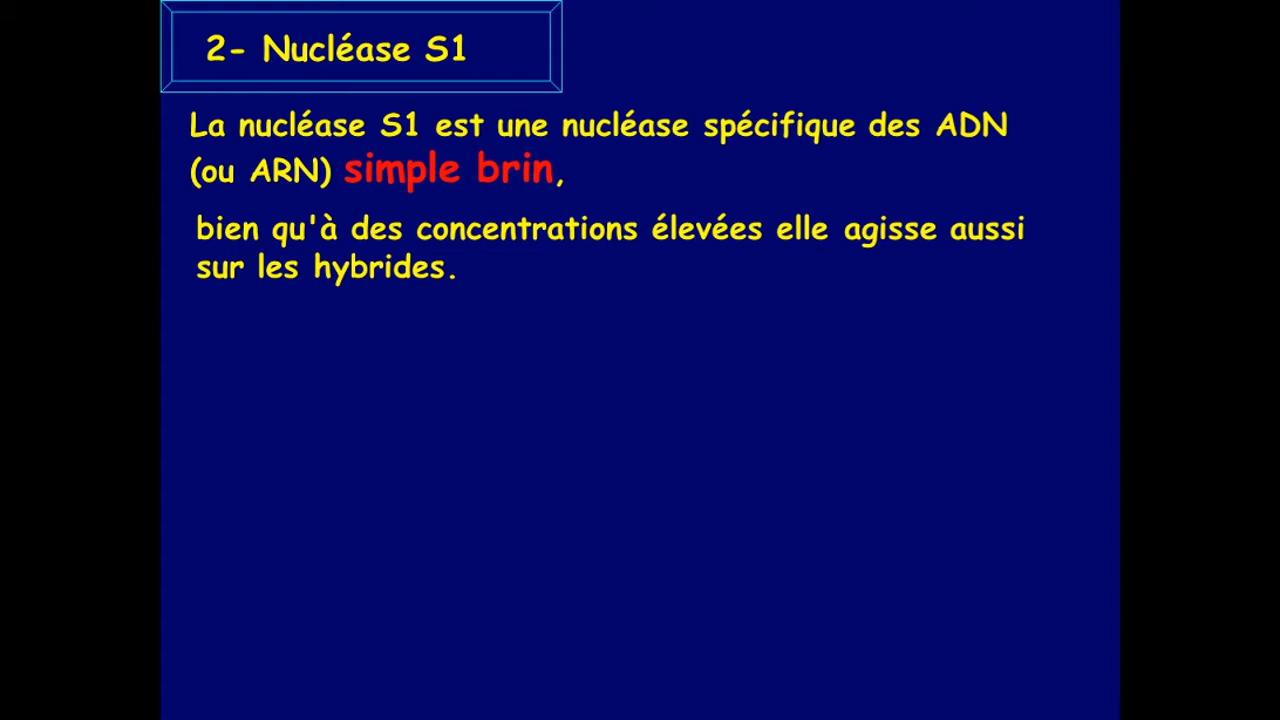 2- Nucléase S1
La nucléase S1 est une nucléase spécifique des ADN
(ou ARN) simple brin,
bien qu'à des concentrations élevées elle agisse aussi
sur les hybrides.